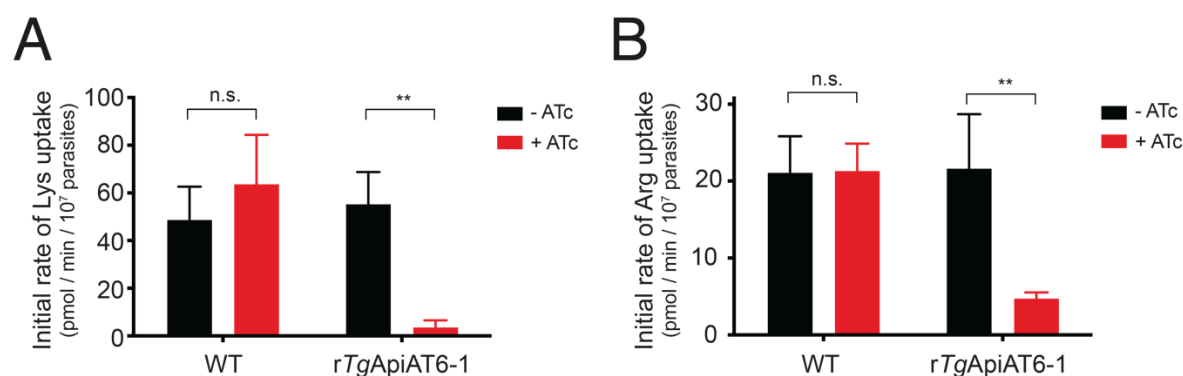 A
Initial rate of Lys uptake
(pmol / min / 10⁷ parasites)
100
80
60
40
20
0
n.s.
**
- ATc
+ ATc
WT
rTgApiAT6-1
B
Initial rate of Arg uptake
(pmol / min / 10⁷ parasites)
30
20
10
0
n.s.
**
- ATc
+ ATc
WT
rTgApiAT6-1